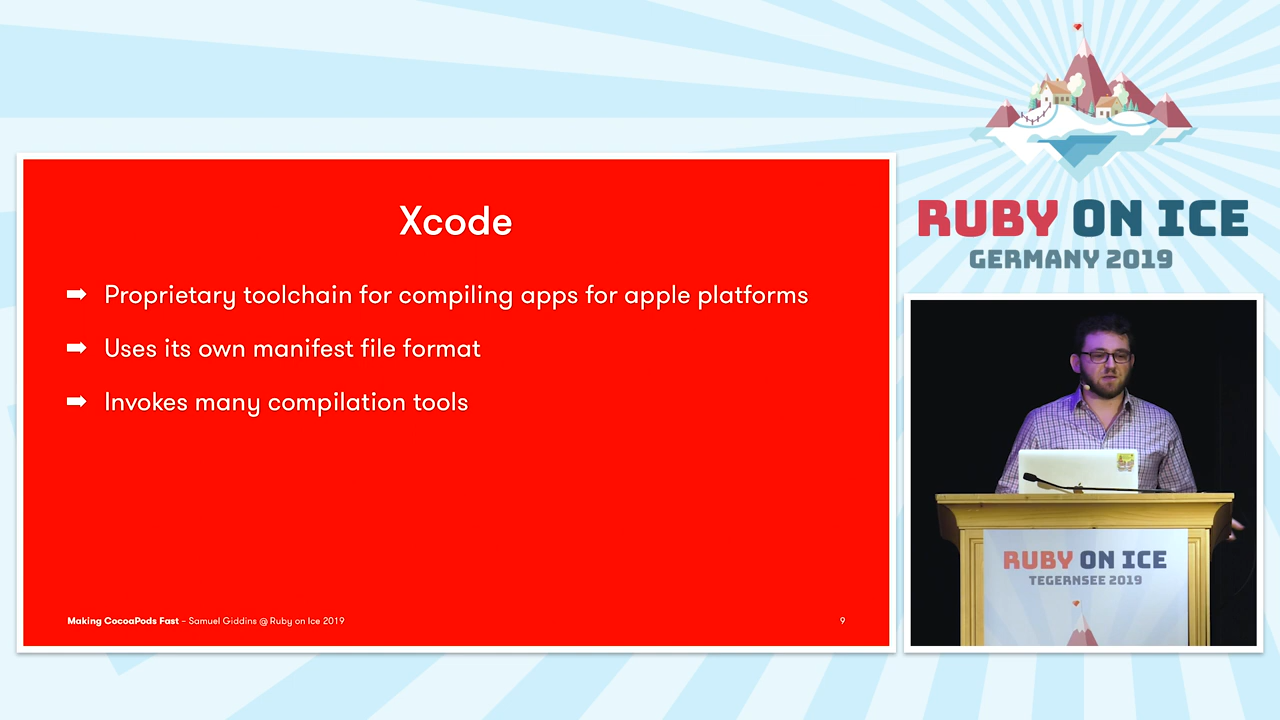 Xcode
➡ Proprietary toolchain for compiling apps for apple platforms
➡ Uses its own manifest file format
➡ Invokes many compilation tools
Making CocoaPods Fast – Samuel Giddins @ Ruby on Ice 2019
9
RUBY ON ICE
GERMANY 2019
RUBY ON ICE
TEGERNSEE 2019